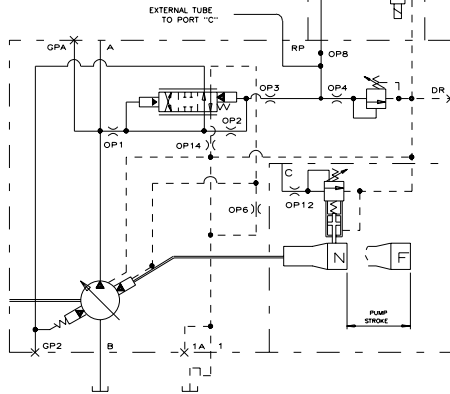 EXTERNAL TUBE
TO PORT "C"
GPA
A
RP
OP8
OP3
OP4
DR
OP1
OP2
OP14
C
OP12
OP6
N
F
PUMP
STROKE
GP2
B
1A
1